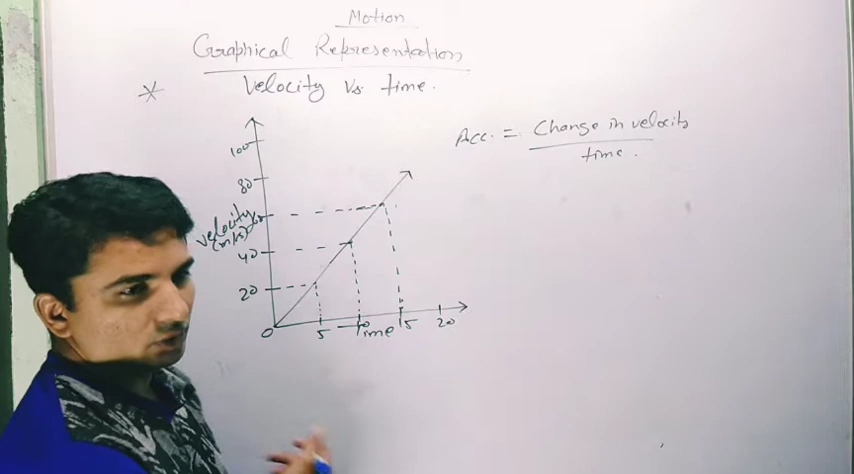 Motion
Graphical Representation
* Velocity Vs. time.
Acc. = Change in velocity
time.
100
80
velocity 60
(m/s)
40
20
0
5 10 15 20
Time